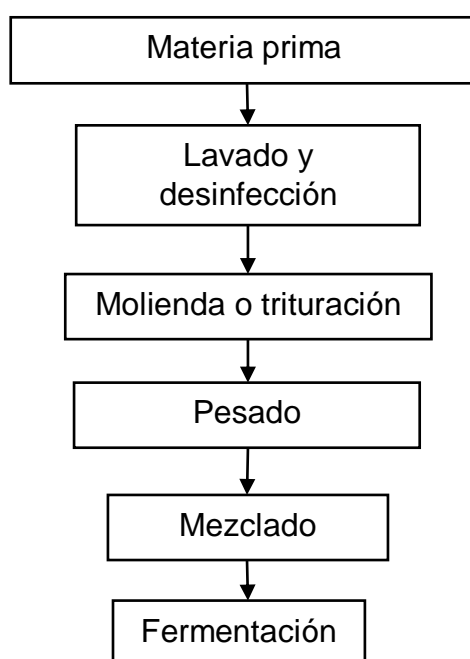 Materia prima
Lavado y
desinfección
Molienda o trituración
Pesado
Mezclado
Fermentación